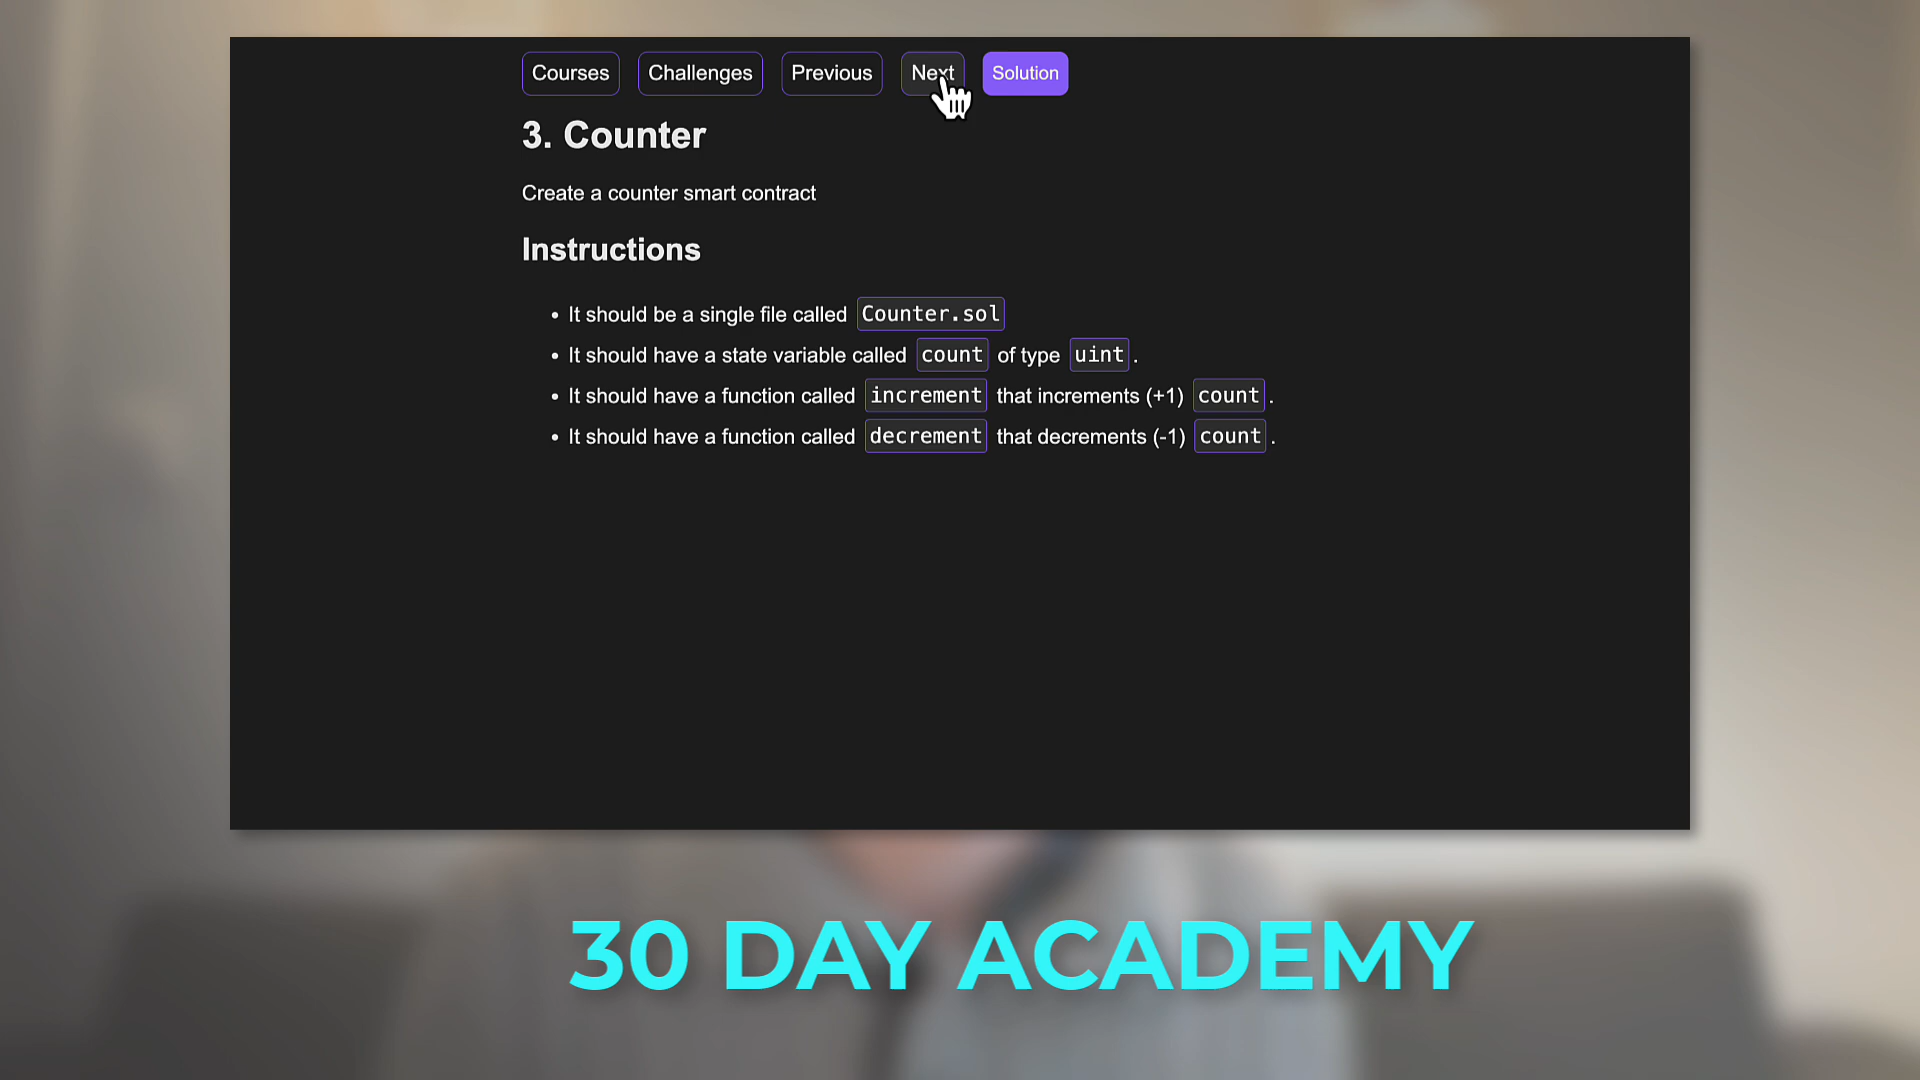 Courses Challenges Previous Next Solution
3. Counter
Create a counter smart contract
Instructions
• It should be a single file called Counter.sol
• It should have a state variable called count of type uint.
• It should have a function called increment that increments (+1) count.
• It should have a function called decrement that decrements (-1) count.
30 DAY ACADEMY